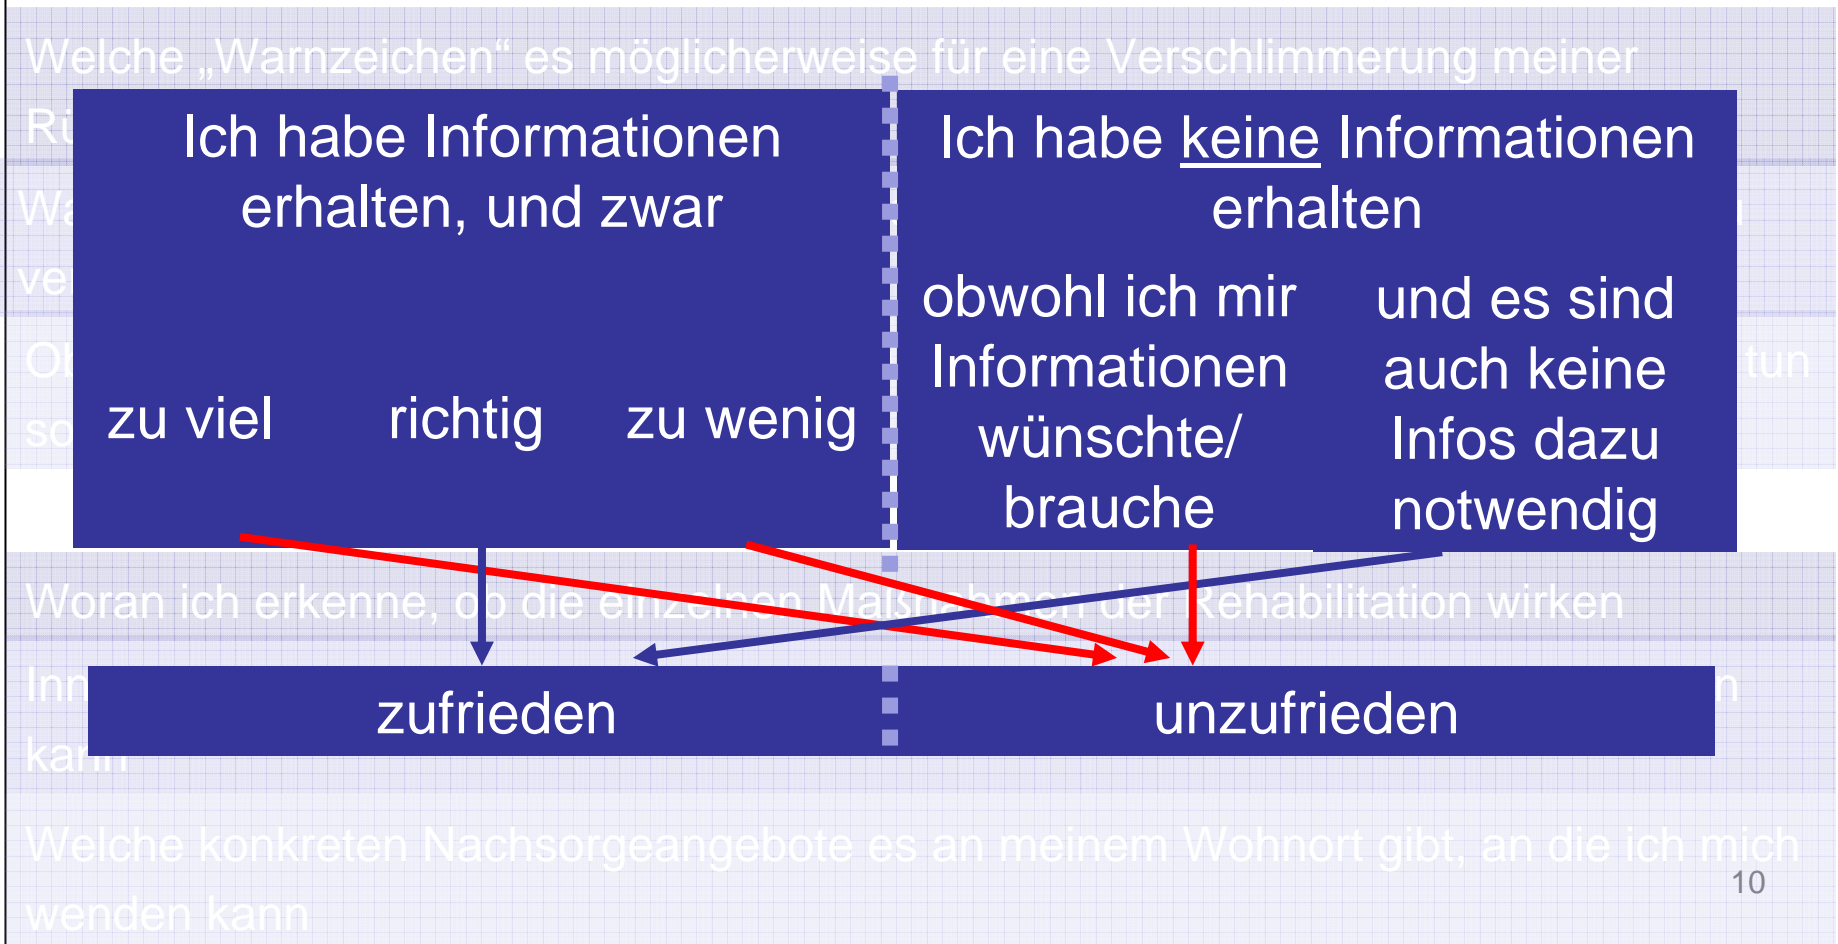 Welche „Warnzeichen“ es möglicherweise für eine Verschlimmerung meiner
Ich habe Informationen
erhalten, und zwar
zu viel richtig zu wenig
Ich habe keine Informationen
erhalten
obwohl ich mir
Informationen
wünschte/
brauche
und es sind
auch keine
Infos dazu
notwendig
tun
Woran ich erkenne, ob die einzelnen Maßnahmen der Rehabilitation wirken
zufrieden unzufrieden
kann
Welche konkreten Nachsorgeangebote es an meinem Wohnort gibt, an die ich mich
wenden kann
10